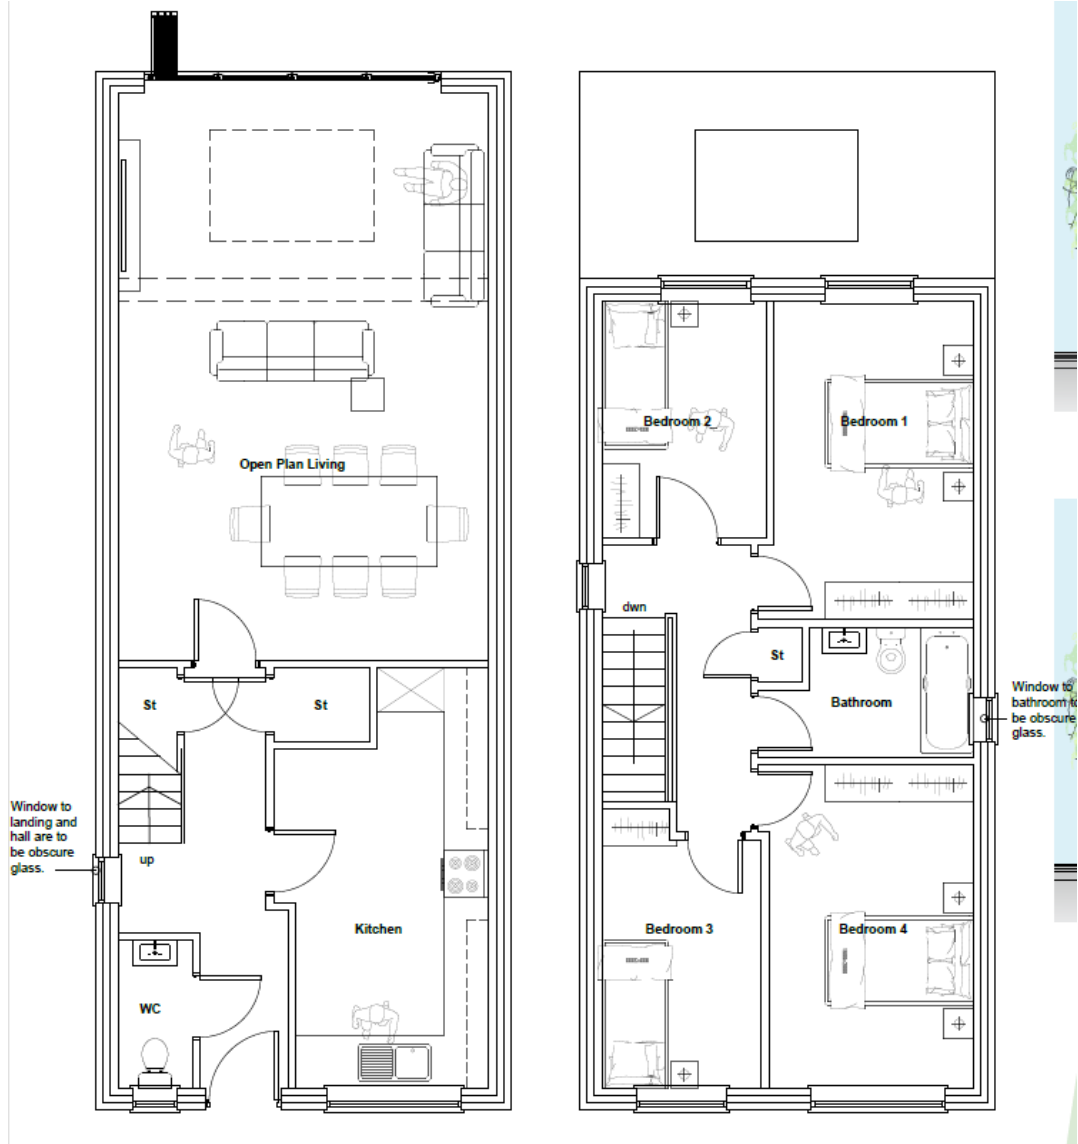 Open Plan Living
St
St
Window to
landing and
hall are to
be obscure
glass.
up
Kitchen
WC
Bedroom 2
Bedroom 1
dwn
St
Bathroom
Window to
bathroom to
be obscure
glass.
Bedroom 3
Bedroom 4